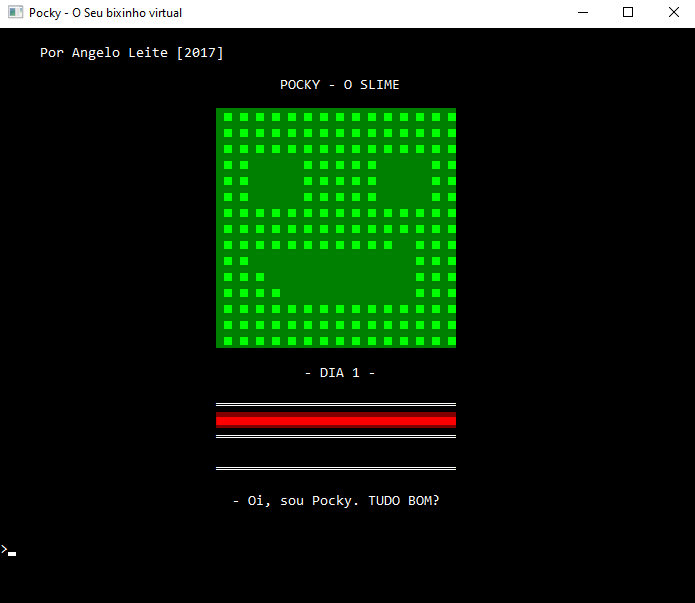 Pocky - O Seu bixinho virtual
Por Angelo Leite [2017]
POCKY - O SLIME
- DIA 1 -
- Oi, sou Pocky. TUDO BOM?
>